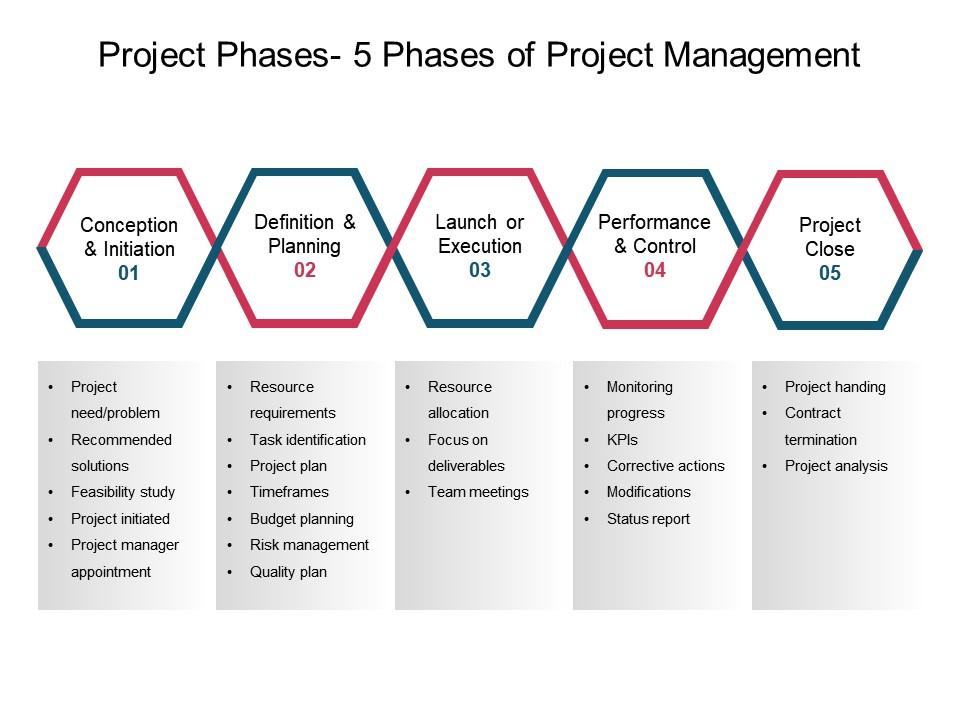 Project Phases- 5 Phases of Project Management
Conception
& Initiation
01
Definition &
Planning
02
Launch or
Execution
03
Performance
& Control
04
Project
Close
05
• Project
need/problem
• Recommended
solutions
• Feasibility study
• Project initiated
• Project manager
appointment
• Resource
requirements
• Task identification
• Project plan
• Timeframes
• Budget planning
• Risk management
• Quality plan
• Resource
allocation
• Focus on
deliverables
• Team meetings
• Monitoring
progress
• KPIs
• Corrective actions
• Modifications
• Status report
• Project handing
• Contract
termination
• Project analysis